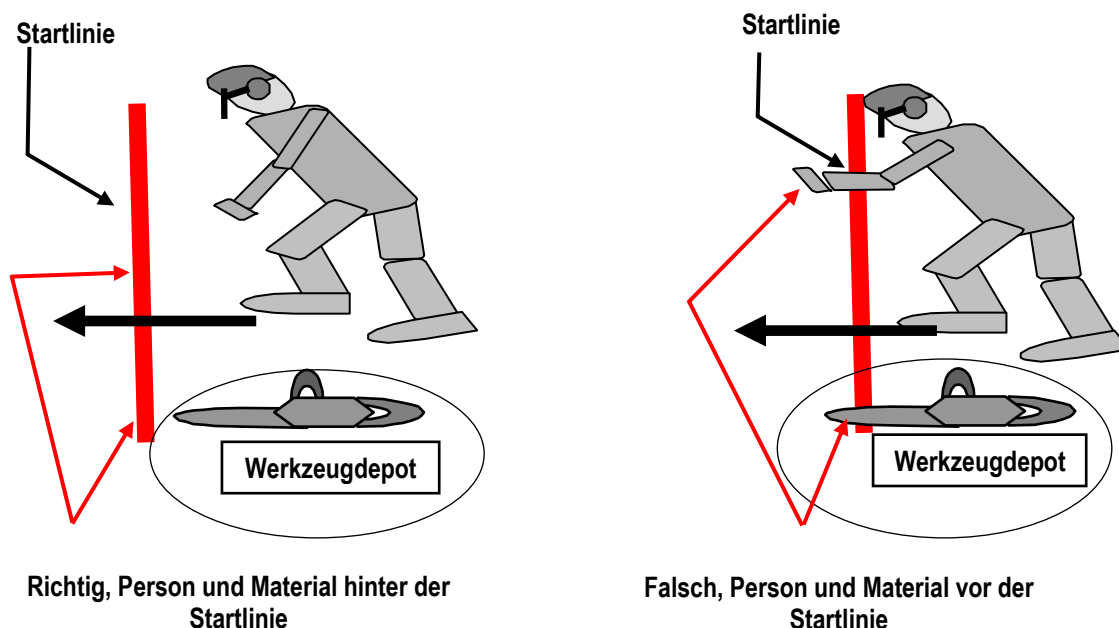 Startlinie
Werkzeugdepot
Richtig, Person und Material hinter der
Startlinie
Startlinie
Werkzeugdepot
Falsch, Person und Material vor der
Startlinie